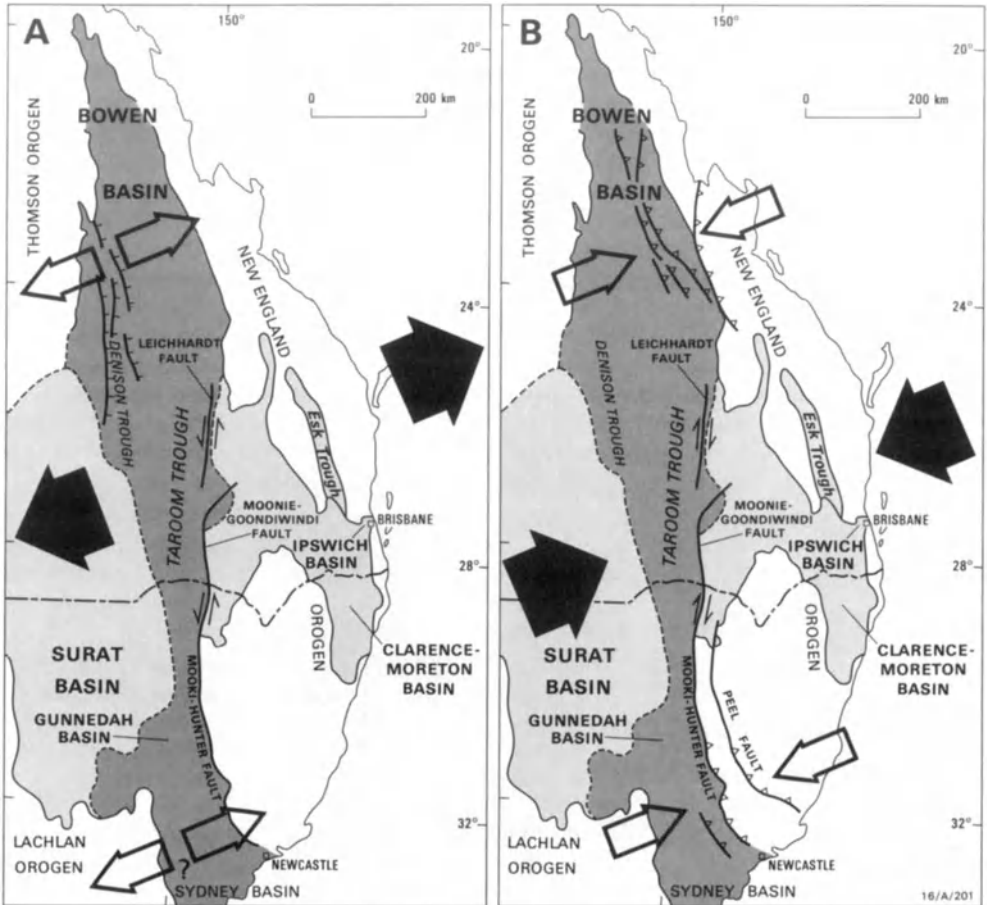 A
150°
20°
0 200 km
THOMSON OROGEN
BOWEN
BASIN
NEW ENGLAND
24°
LEICHHARDT
FAULT
DENISON TROUGH
Esk Trough
TAROOM TROUGH
MOONIE-
GOONDIWINDI
FAULT
BRISBANE
IPSWICH
BASIN
28°
OROGEN
SURAT
BASIN
CLARENCE-
MORETON
BASIN
GUNNEDAH
BASIN
MOOKI-HUNTER FAULT
32°
LACHLAN
OROGEN
?
NEWCASTLE
SYDNEY BASIN
B
150°
20°
0 200 km
THOMSON OROGEN
BOWEN
BASIN
NEW ENGLAND
24°
LEICHHARDT
FAULT
DENISON TROUGH
Esk Trough
TAROOM TROUGH
MOONIE-
GOONDIWINDI
FAULT
BRISBANE
IPSWICH
BASIN
28°
OROGEN
SURAT
BASIN
CLARENCE-
MORETON
BASIN
GUNNEDAH
BASIN
MOOKI-HUNTER FAULT
PEEL FAULT
32°
LACHLAN
OROGEN
NEWCASTLE
SYDNEY BASIN
16/A/201